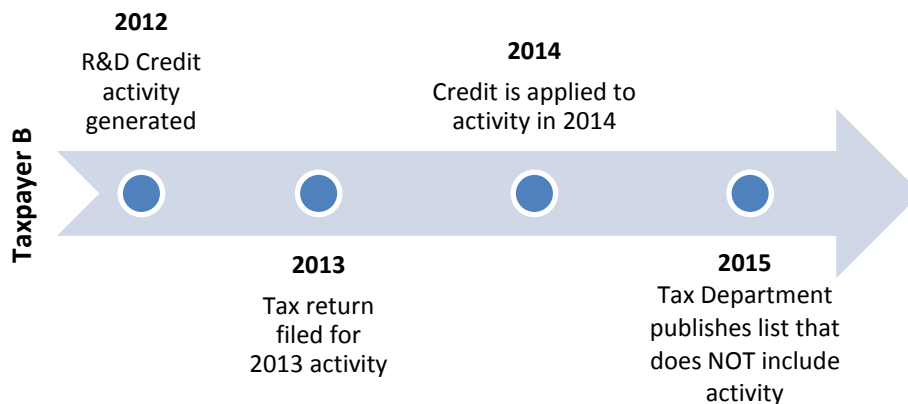 Taxpayer B
2012
R&D Credit
activity
generated
2013
Tax return
filed for
2013 activity
2014
Credit is applied to
activity in 2014
2015
Tax Department
publishes list that
does NOT include
activity